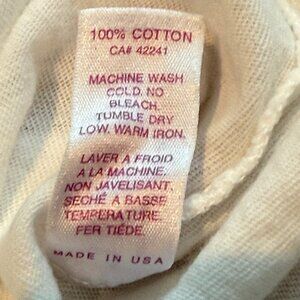 100% COTTON
CA# 42241
MACHINE WASH
COLD. NO
BLEACH.
TUMBLE DRY
LOW. WARM IRON.
LAVER A FROID
A LA MACHINE.
NON JAVELISANT.
SECHÉ A BASSE
TEMPERATURE.
FER TIÉDE.
MADE IN USA